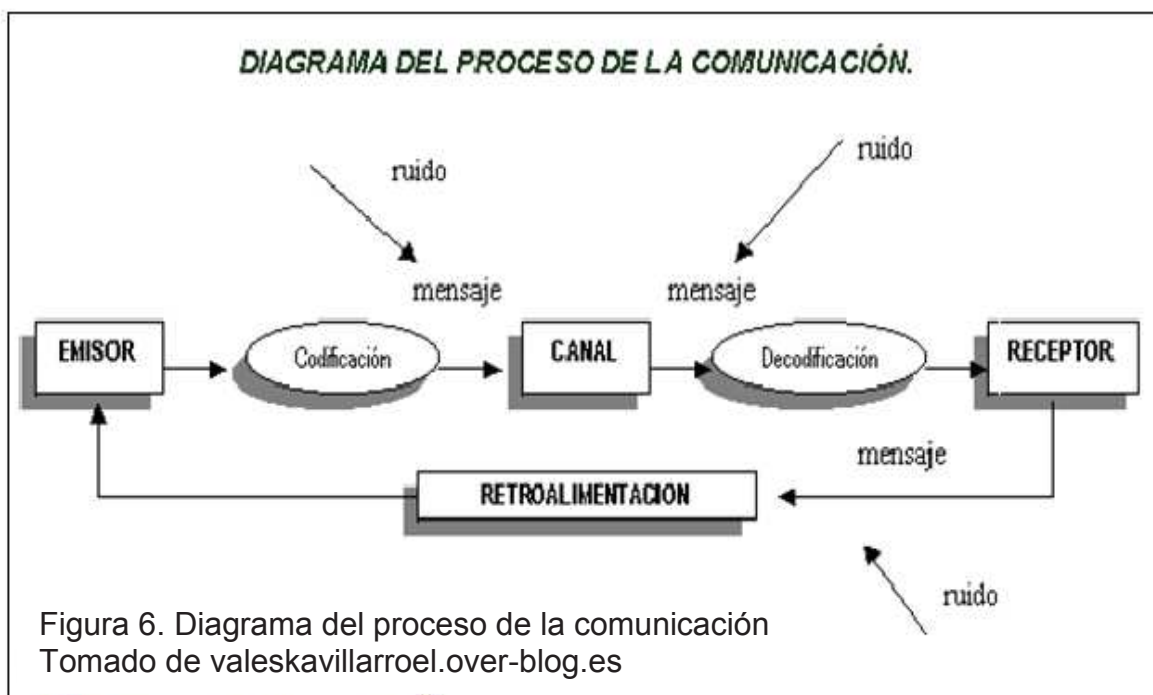 DIAGRAMA DEL PROCESO DE LA COMUNICACIÓN.
ruido
ruido
mensaje
mensaje
EMISOR
Codificación
CANAL
Decodificación
RECEPTOR
mensaje
RETROALIMENTACION
ruido
Figura 6. Diagrama del proceso de la comunicación
Tomado de valeskavillarroel.over-blog.es